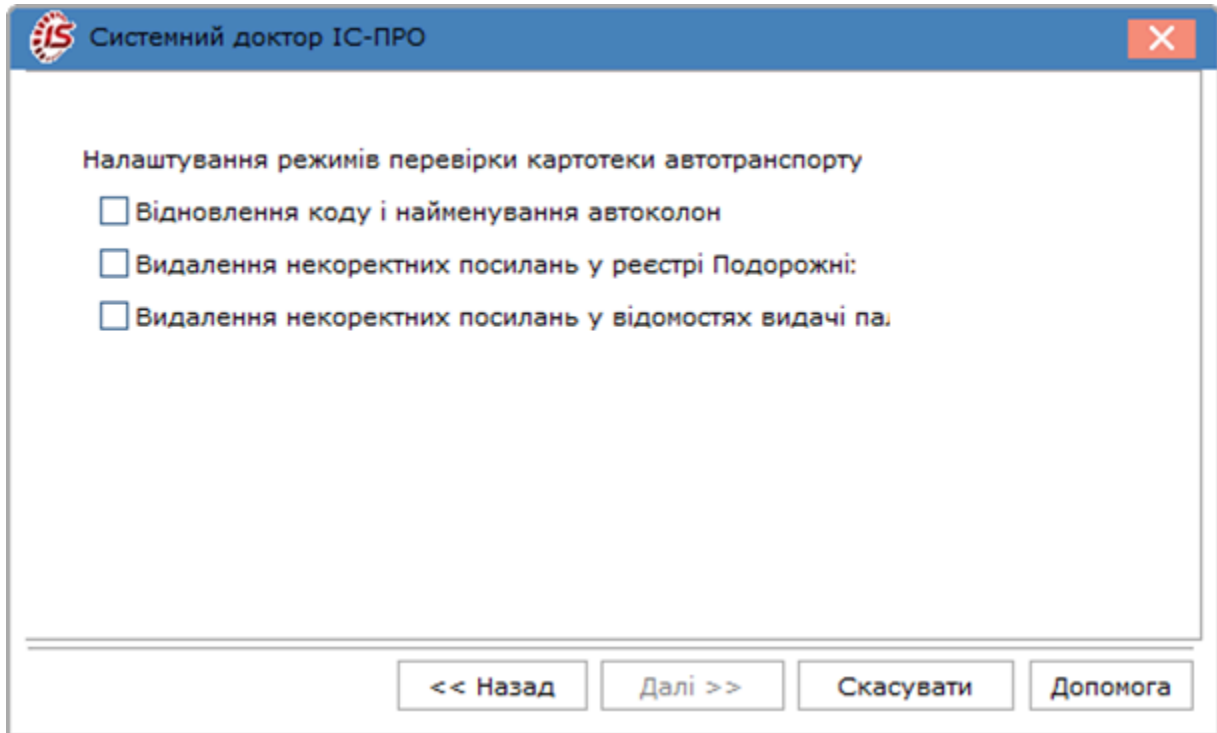 IS Системний доктор ІС-ПРО
Налаштування режимів перевірки картотеки автотранспорту
Відновлення коду і найменування автоколон
Видалення некоректних посилань у реєстрі Подорожні:
Видалення некоректних посилань у відомостях видачі
<< Назад Далі >> Скасувати Допомога